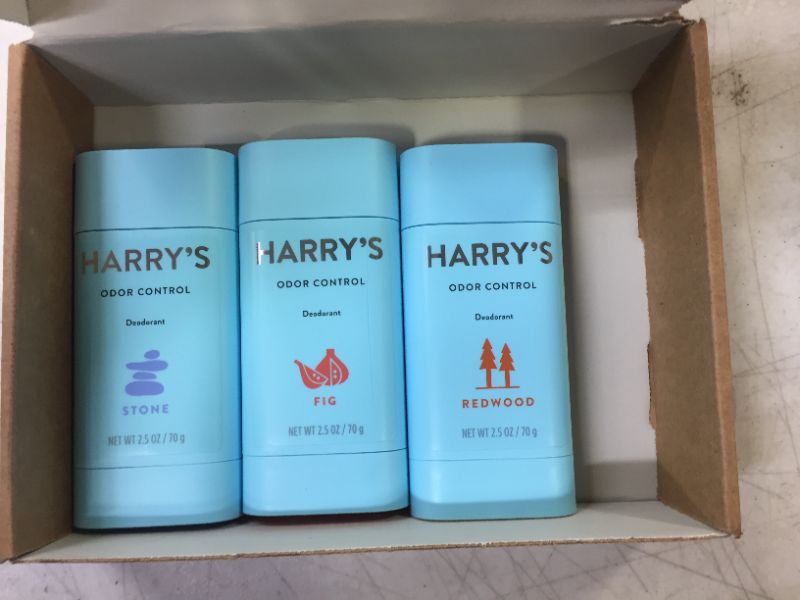 HARRY'S
ODOR CONTROL
Deodorant
STONE
NET WT 2.5 OZ / 70 g
HARRY'S
ODOR CONTROL
Deodorant
FIG
NET WT 2.5 OZ / 70 g
HARRY'S
ODOR CONTROL
Deodorant
REDWOOD
NET WT 2.5 OZ / 70 g